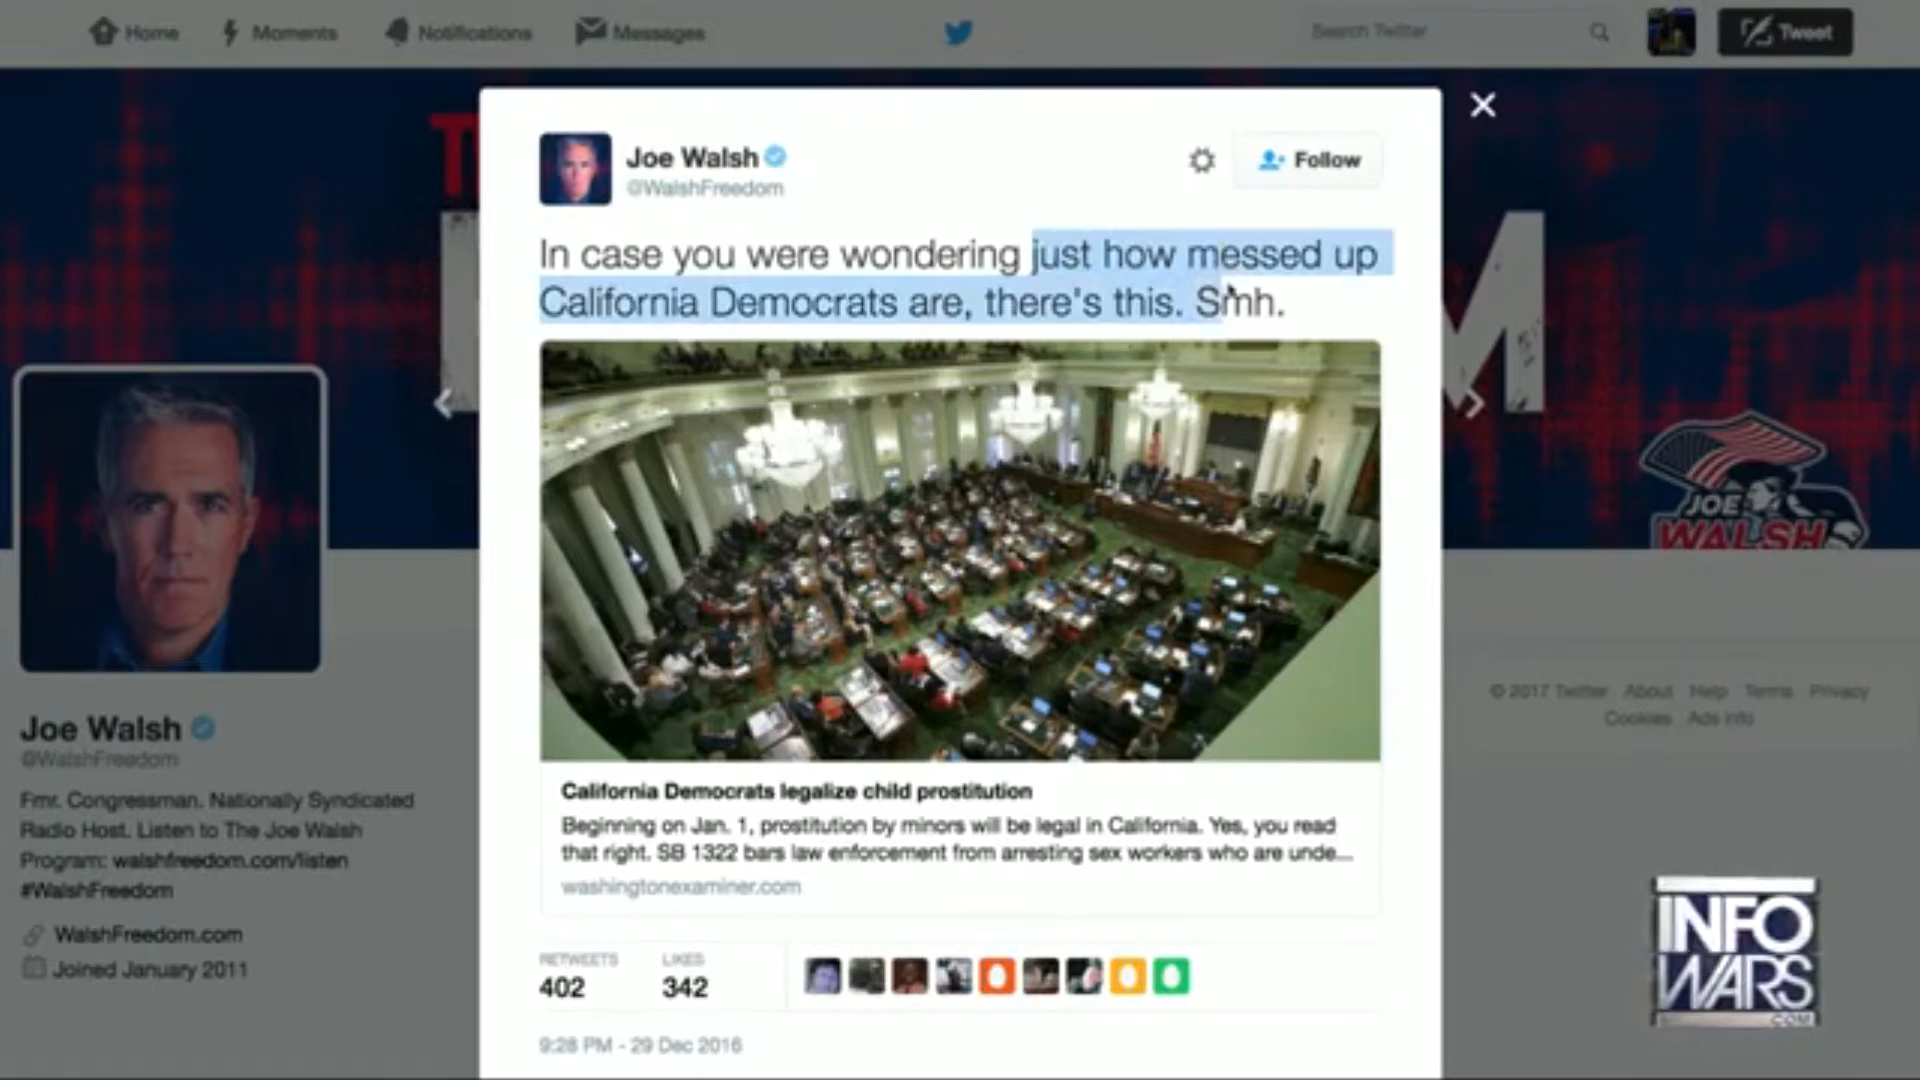 Home Moments Notifications Messages Search Twitter Tweet
Joe Walsh
@WalshFreedom
Follow
In case you were wondering just how messed up
California Democrats are, there's this. Smh.
California Democrats legalize child prostitution
Beginning on Jan. 1, prostitution by minors will be legal in California. Yes, you read
that right. SB 1322 bars law enforcement from arresting sex workers who are unde...
washingtonexaminer.com
RETWEETS LIKES
402 342
9:28 PM - 29 Dec 2016
Joe Walsh
@WalshFreedom
Fmr. Congressman. Nationally Syndicated
Radio Host. Listen to The Joe Walsh
Program: walshfreedom.com/listen
#WalshFreedom
WalshFreedom.com
Joined January 2011
JOE
WALSH
© 2017 Twitter About Help Terms Privacy
Cookies Ads info
INFO
WARS
.COM